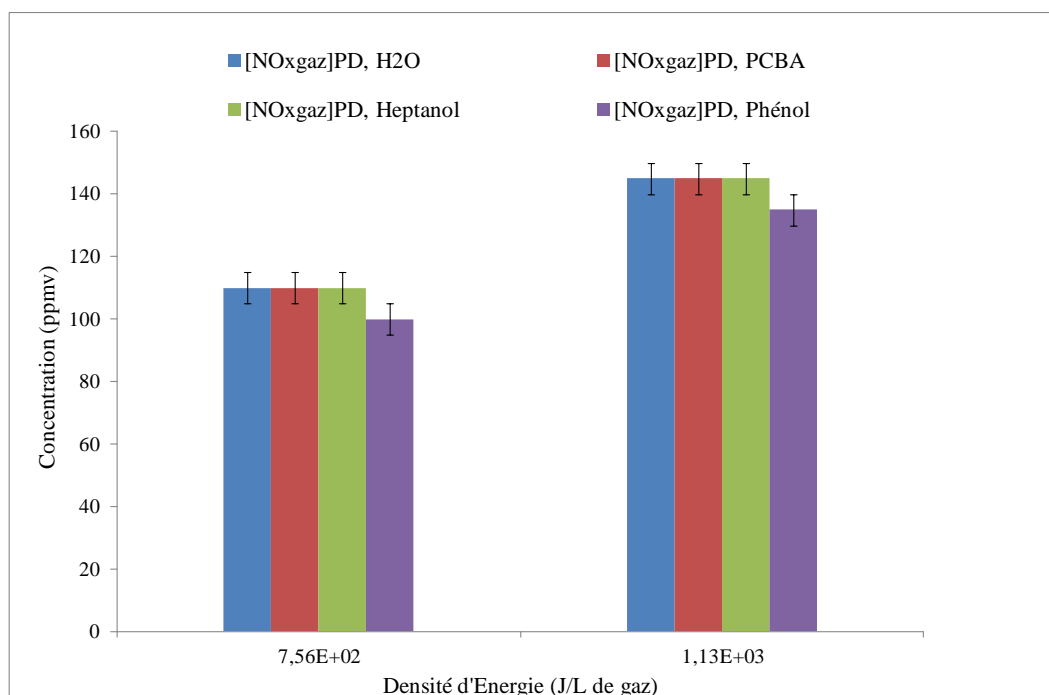 [NOxgaz]PD, H2O
[NOxgaz]PD, PCBA
[NOxgaz]PD, Heptanol
[NOxgaz]PD, Phénol
Concentration (ppmv)
160
140
120
100
80
60
40
20
0
7,56E+02
1,13E+03
Densité d'Energie (J/L de gaz)